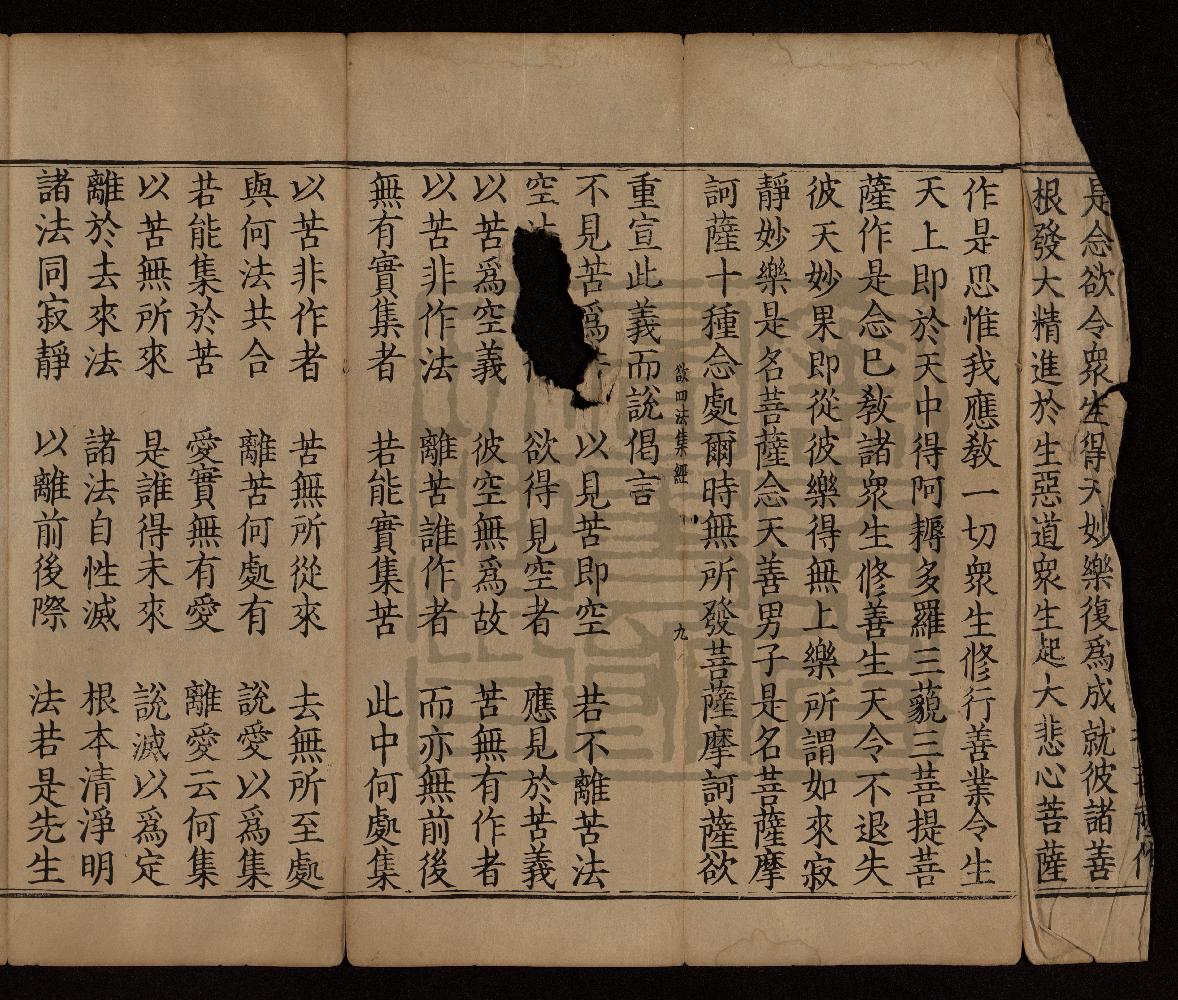 菩薩作
是念欲令衆生得天妙樂復爲成就彼諸善
根發大精進於生惡道衆生起大悲心菩薩
作是思惟我應教一切衆生修行善業令生
天上即於天中得阿耨多羅三藐三菩提菩
薩作是念已教諸衆生修善生天令不退失
彼天妙果即從彼樂得無上樂所謂如來寂
靜妙樂是名菩薩念天善男子是名菩薩摩
訶薩十種念處爾時無所發菩薩摩訶薩欲
四法集經 九
重宣此義而說偈言
不見苦爲 以見苦即空 若不離苦法
空 欲得見空者 應見於苦義
以苦爲空義 彼空無爲故 苦無有作者
以苦非作法 離苦誰作者 而亦無前後
無有實集者 若能實集苦 此中何處集
以苦非作者 苦無所從來 去無所至處
與何法共合 離苦何處有 說愛以爲集
若能集於苦 愛實無有愛 離愛云何集
以苦無所來 是誰得未來 說滅以爲定
離於去來法 諸法自性滅 根本清淨明
諸法同寂靜 以離前後際 法若是先生